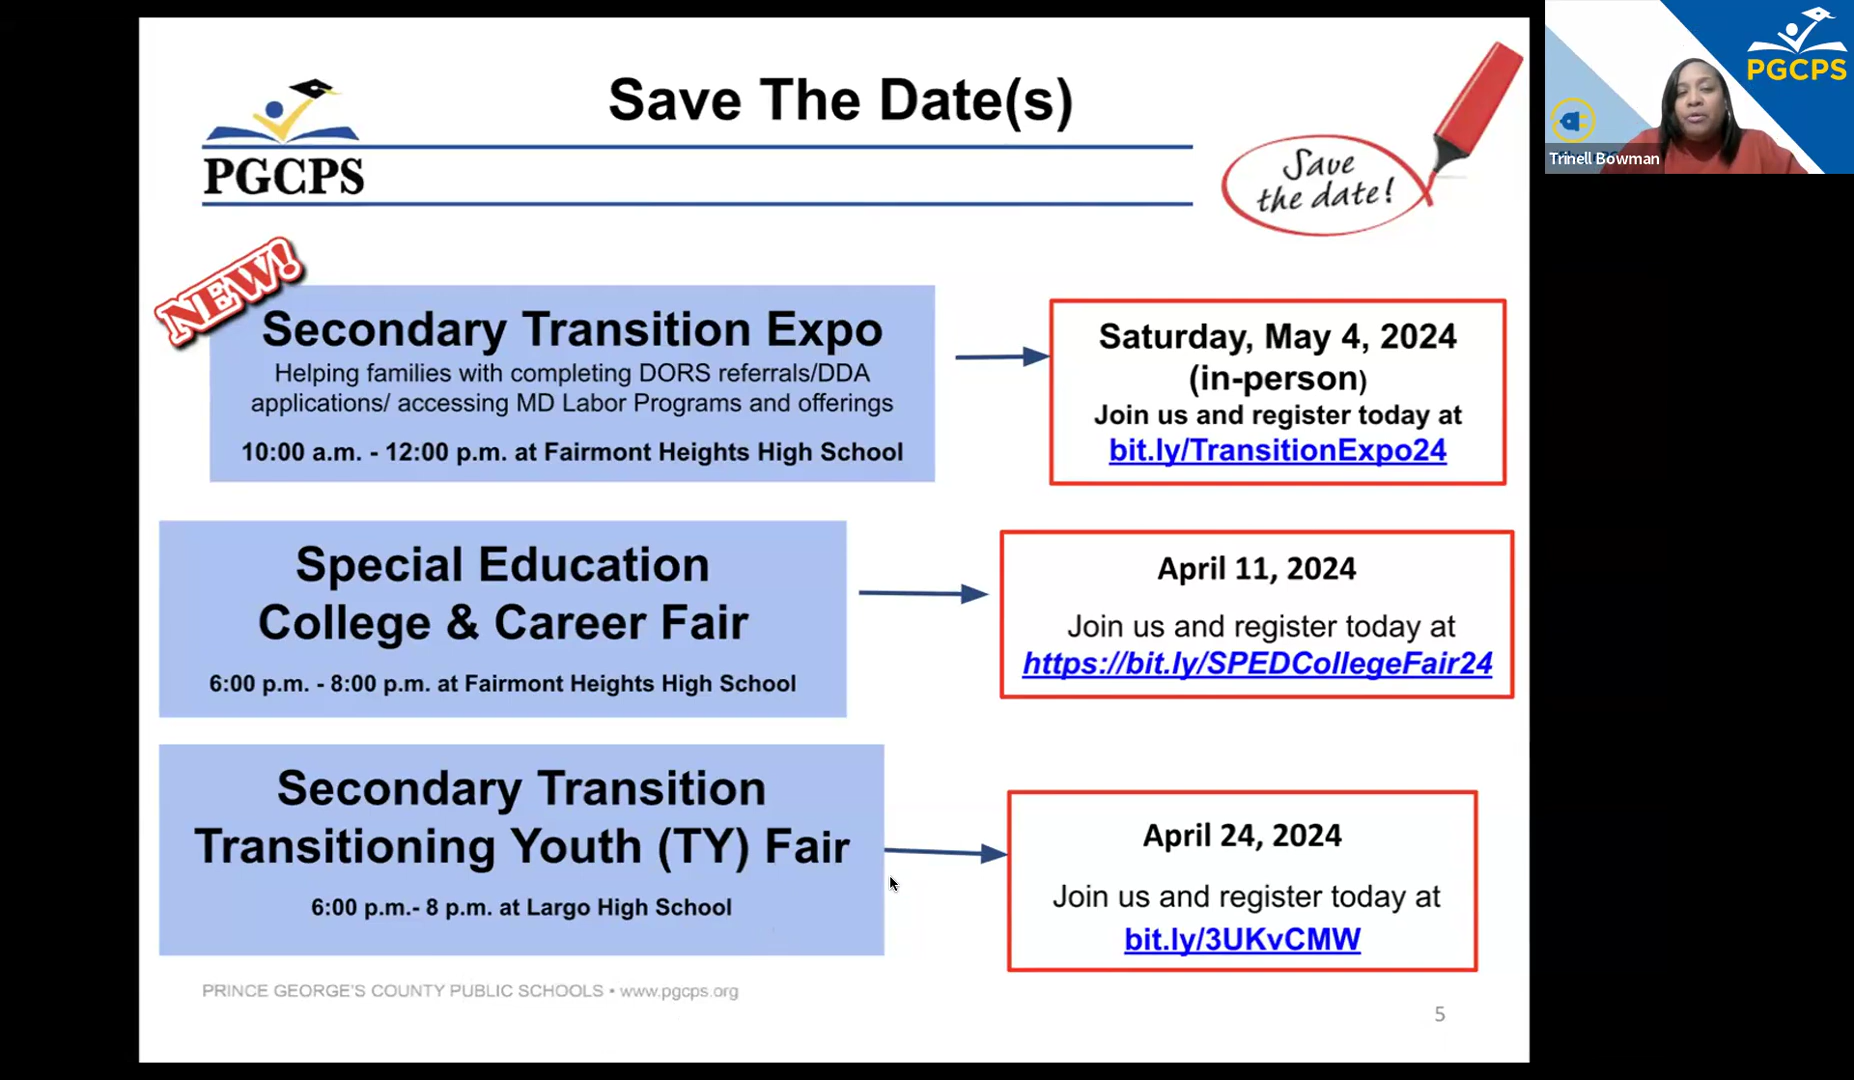 Save The Date(s)
PGCPS
Save
the date!
PGCPS
Trinell Bowman
NEW!
Secondary Transition Expo
Helping families with completing DORS referrals/DDA
applications/ accessing MD Labor Programs and offerings
10:00 a.m. - 12:00 p.m. at Fairmont Heights High School
Saturday, May 4, 2024
(in-person)
Join us and register today at
bit.ly/TransitionExpo24
Special Education
College & Career Fair
6:00 p.m. - 8:00 p.m. at Fairmont Heights High School
April 11, 2024
Join us and register today at
https://bit.ly/SPEDCollegeFair24
Secondary Transition
Transitioning Youth (TY) Fair
6:00 p.m.- 8 p.m. at Largo High School
April 24, 2024
Join us and register today at
bit.ly/3UKvCMW
PRINCE GEORGE'S COUNTY PUBLIC SCHOOLS • www.pgcps.org
5